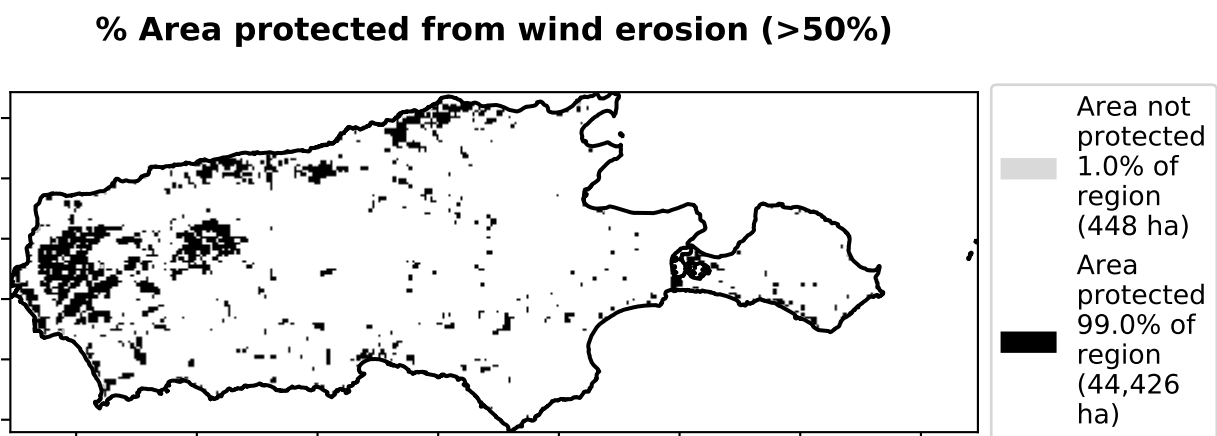 % Area protected from wind erosion (>50%)
Area not
protected
1.0% of
region
(448 ha)
Area
protected
99.0% of
region
(44,426
ha)